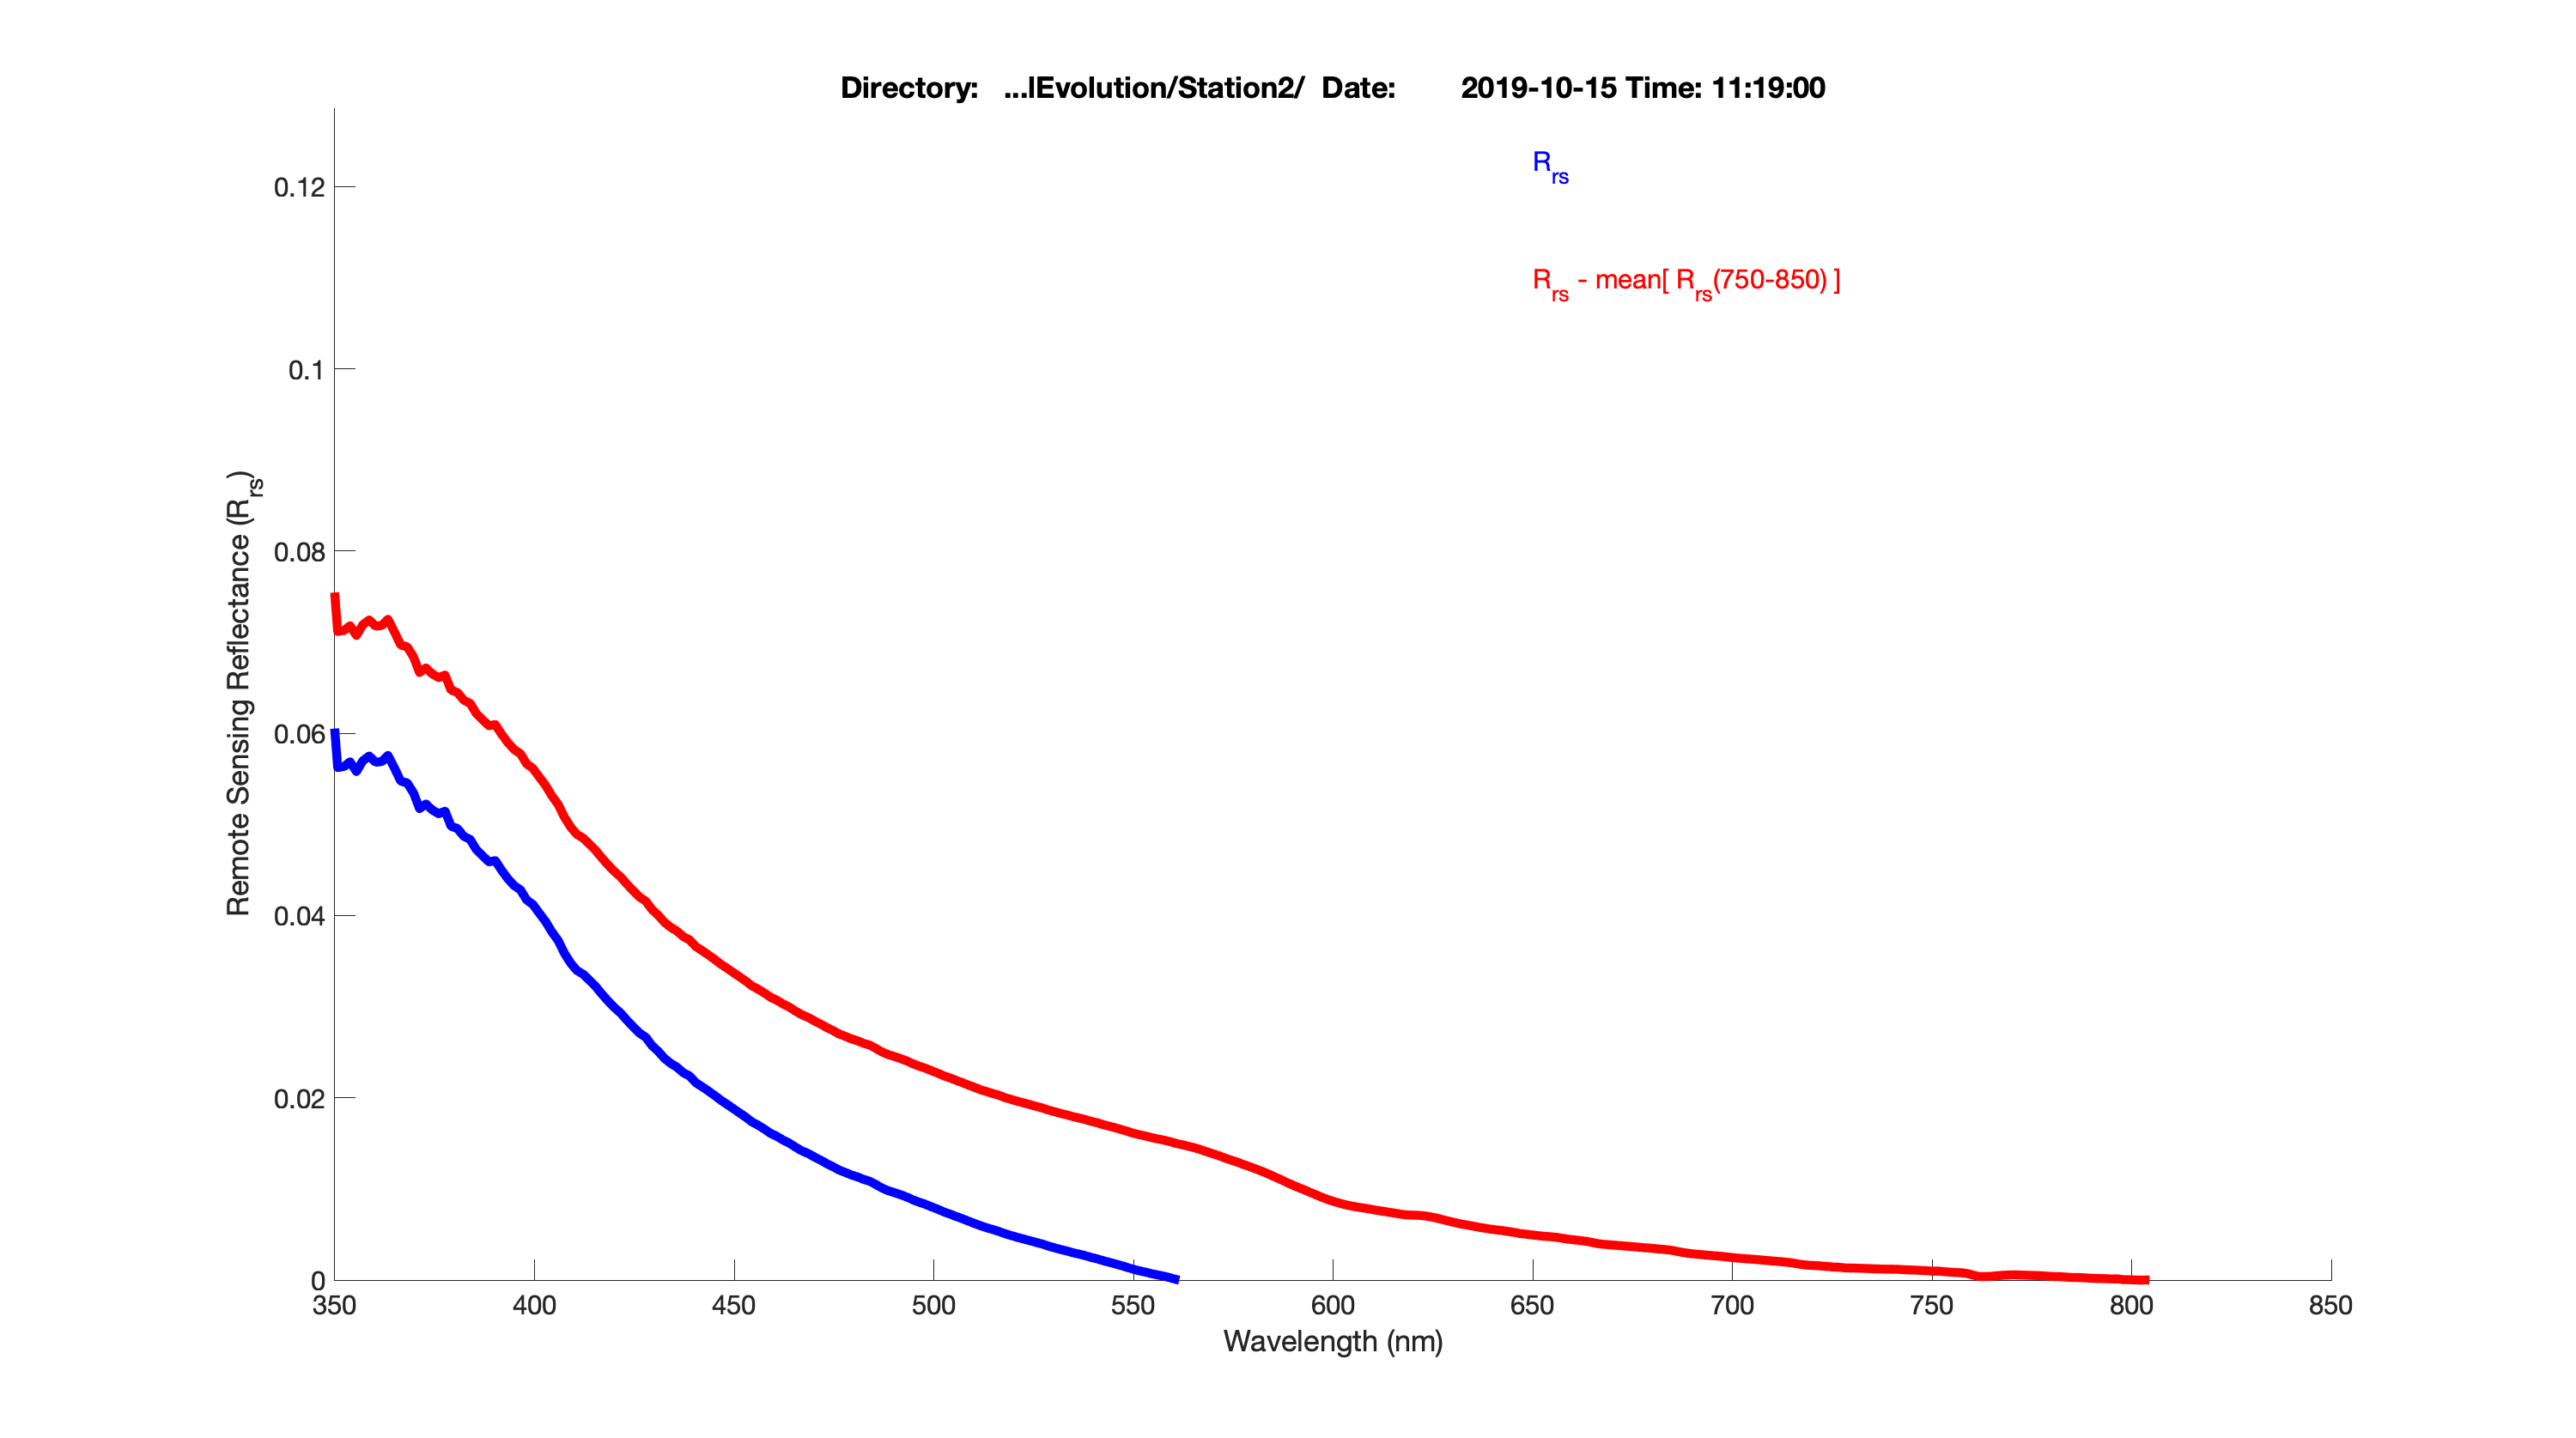 Directory: ...lEvolution/Station2/ Date: 2019-10-15 Time: 11:19:00
Rrs
Rrs - mean[ Rrs(750-850) ]
0.12
0.1
0.08
0.06
0.04
0.02
0
Remote Sensing Reflectance (Rrs)
350 400 450 500 550 600 650 700 750 800 850
Wavelength (nm)